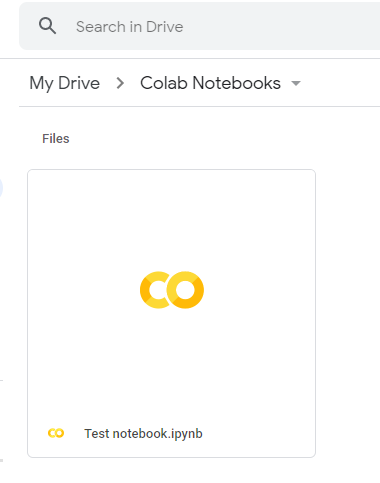 Search in Drive
My Drive > Colab Notebooks
Files
Test notebook.ipynb